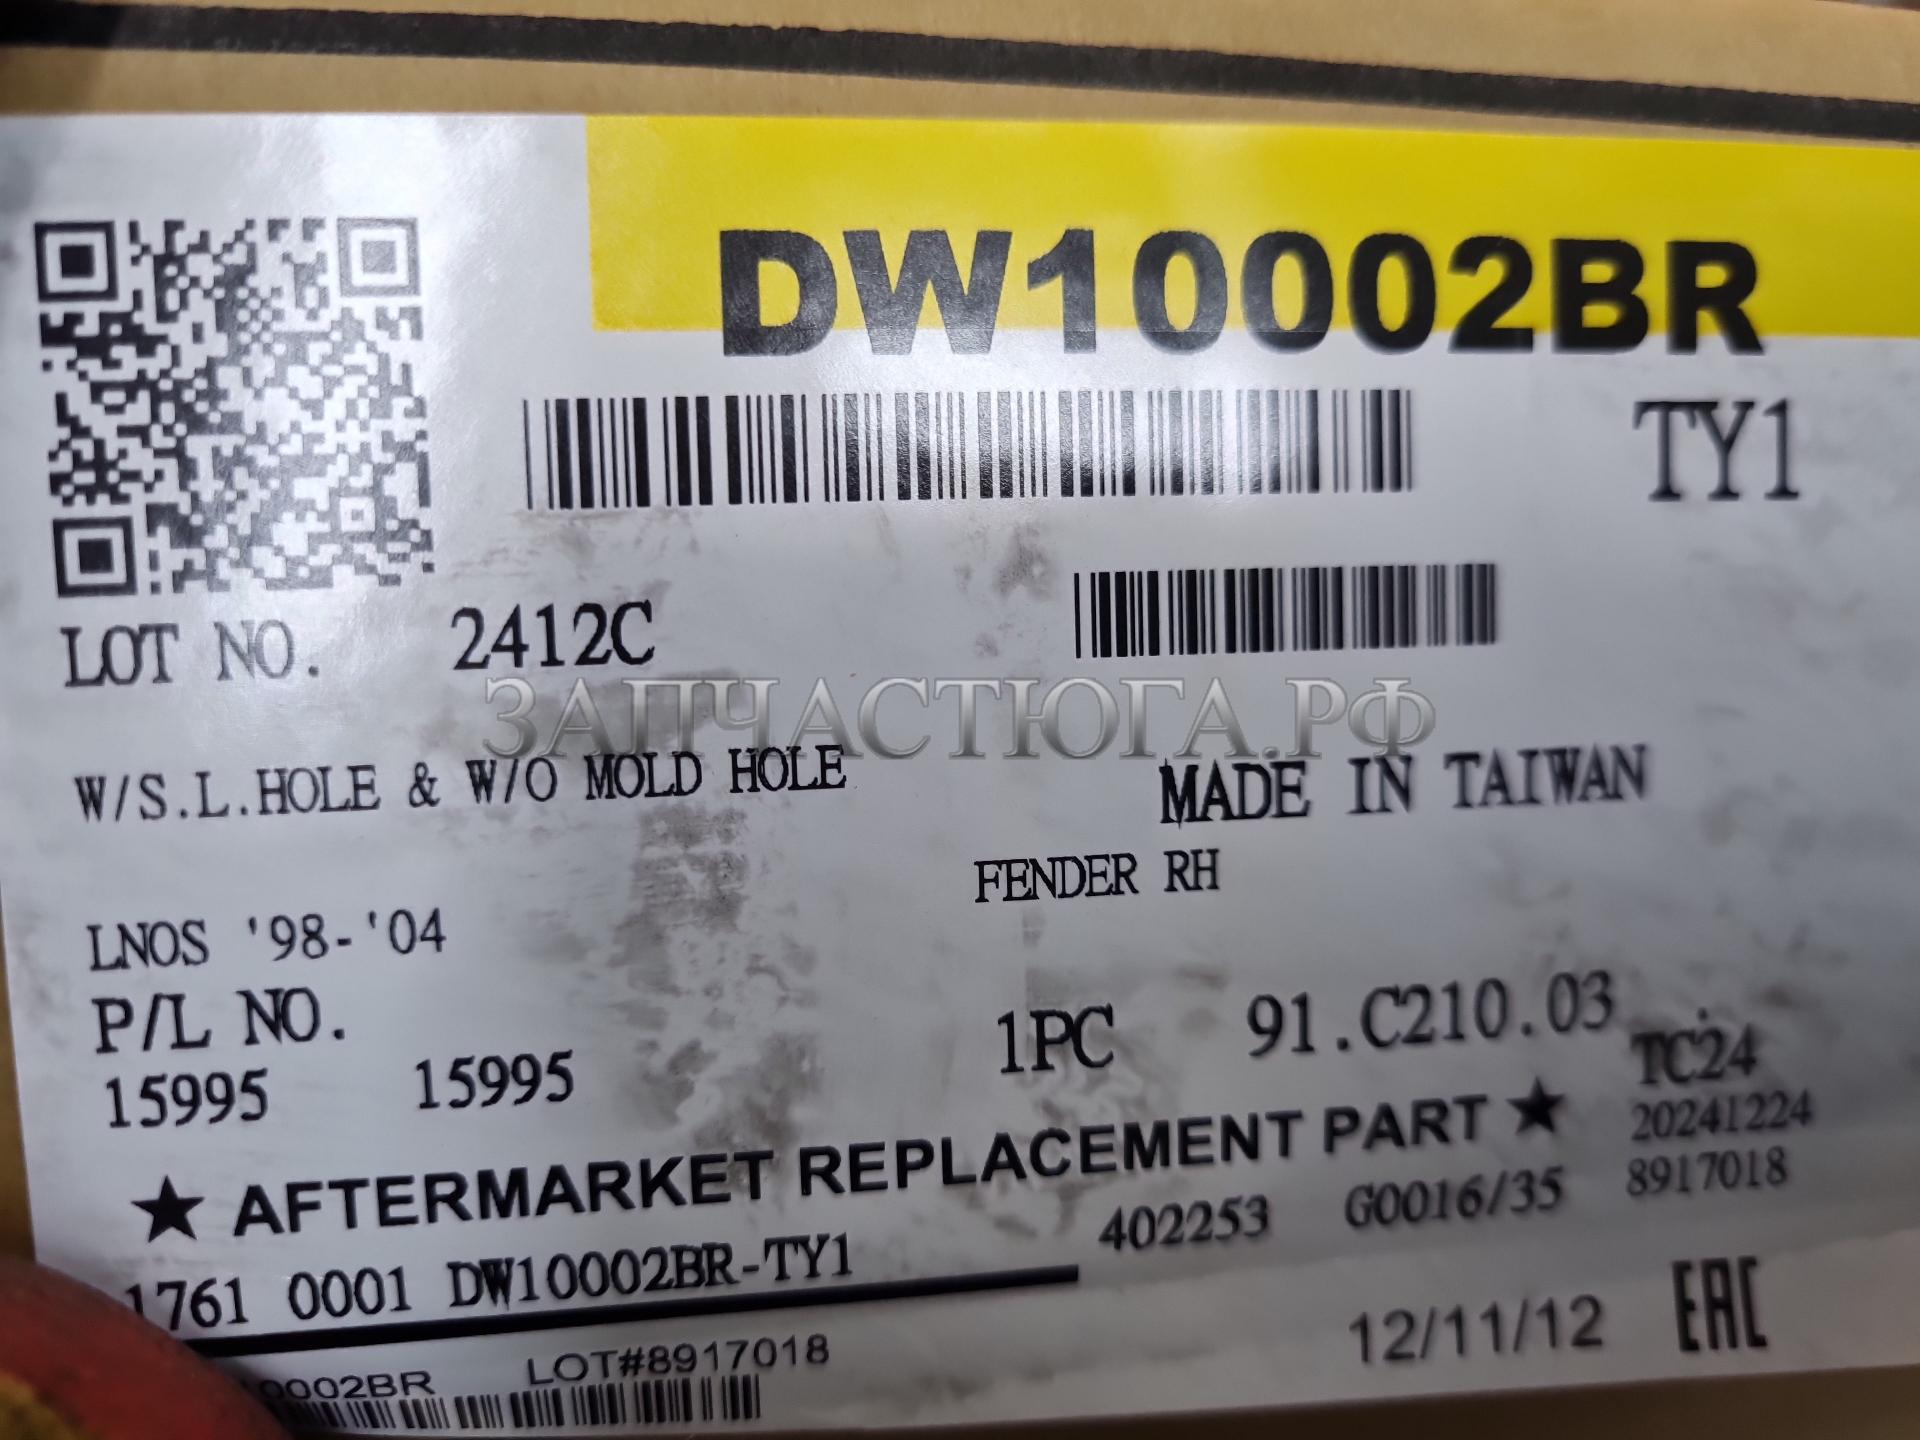 DW10002BR
TY1
LOT NO. 2412C
ЗАПЧАСТЮГА.РФ
W/S.L.HOLE & W/O MOLD HOLE
MADE IN TAIWAN
FENDER RH
LNOS '98-'04
P/L NO.
1PC 91.C210.03
TC24
15995 15995
20241224
★ AFTERMARKET REPLACEMENT PART ★
402253 G0016/35 8917018
1761 0001 DW10002BR-TY1
12/11/12 EAC
0002BR LOT#8917018